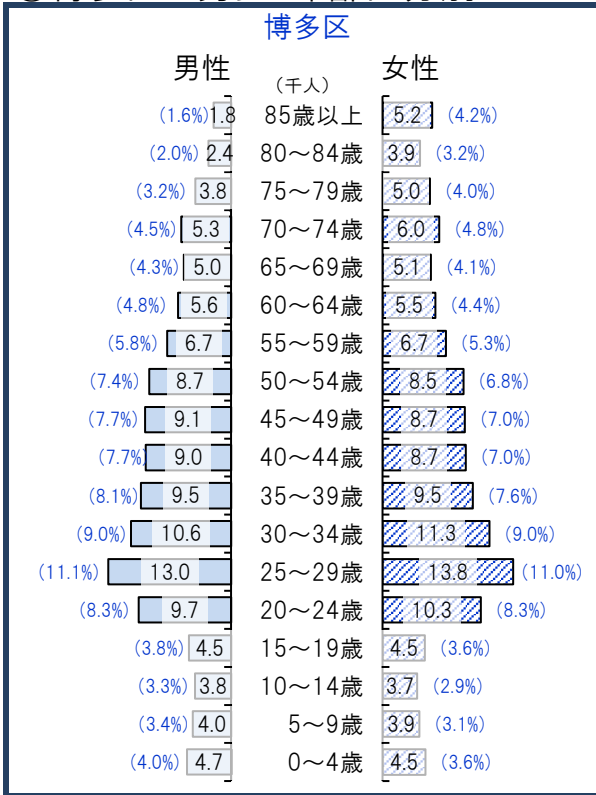 博多区
男性 (千人) 女性
(1.6%) 1.8 85歳以上 5.2 (4.2%)
(2.0%) 2.4 80～84歳 3.9 (3.2%)
(3.2%) 3.8 75～79歳 5.0 (4.0%)
(4.5%) 5.3 70～74歳 6.0 (4.8%)
(4.3%) 5.0 65～69歳 5.1 (4.1%)
(4.8%) 5.6 60～64歳 5.5 (4.4%)
(5.8%) 6.7 55～59歳 6.7 (5.3%)
(7.4%) 8.7 50～54歳 8.5 (6.8%)
(7.7%) 9.1 45～49歳 8.7 (7.0%)
(7.7%) 9.0 40～44歳 8.7 (7.0%)
(8.1%) 9.5 35～39歳 9.5 (7.6%)
(9.0%) 10.6 30～34歳 11.3 (9.0%)
(11.1%) 13.0 25～29歳 13.8 (11.0%)
(8.3%) 9.7 20～24歳 10.3 (8.3%)
(3.8%) 4.5 15～19歳 4.5 (3.6%)
(3.3%) 3.8 10～14歳 3.7 (2.9%)
(3.4%) 4.0 5～9歳 3.9 (3.1%)
(4.0%) 4.7 0～4歳 4.5 (3.6%)